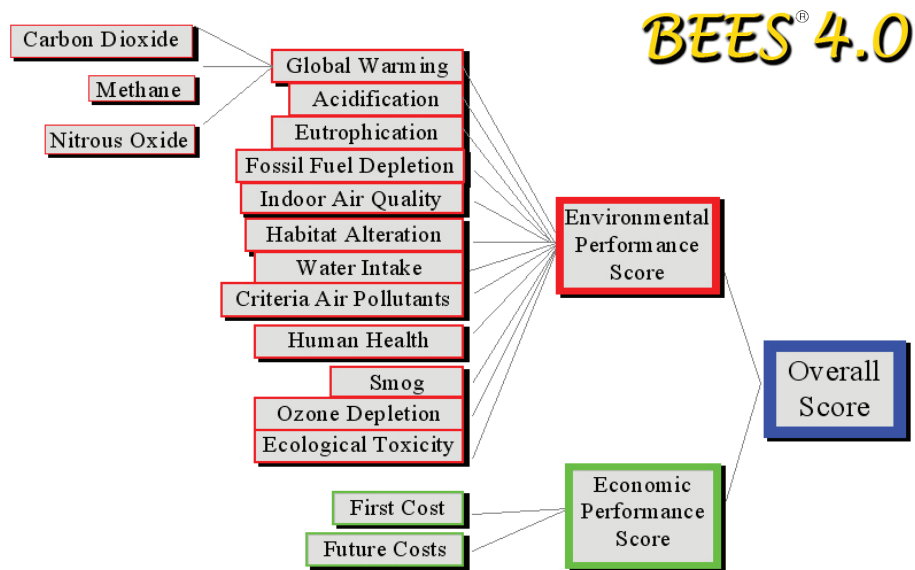 BEES® 4.0
Carbon Dioxide
Methane
Nitrous Oxide
Global Warming
Acidification
Eutrophication
Fossil Fuel Depletion
Indoor Air Quality
Habitat Alteration
Water Intake
Criteria Air Pollutants
Human Health
Smog
Ozone Depletion
Ecological Toxicity
First Cost
Future Costs
Environmental
Performance
Score
Economic
Performance
Score
Overall
Score